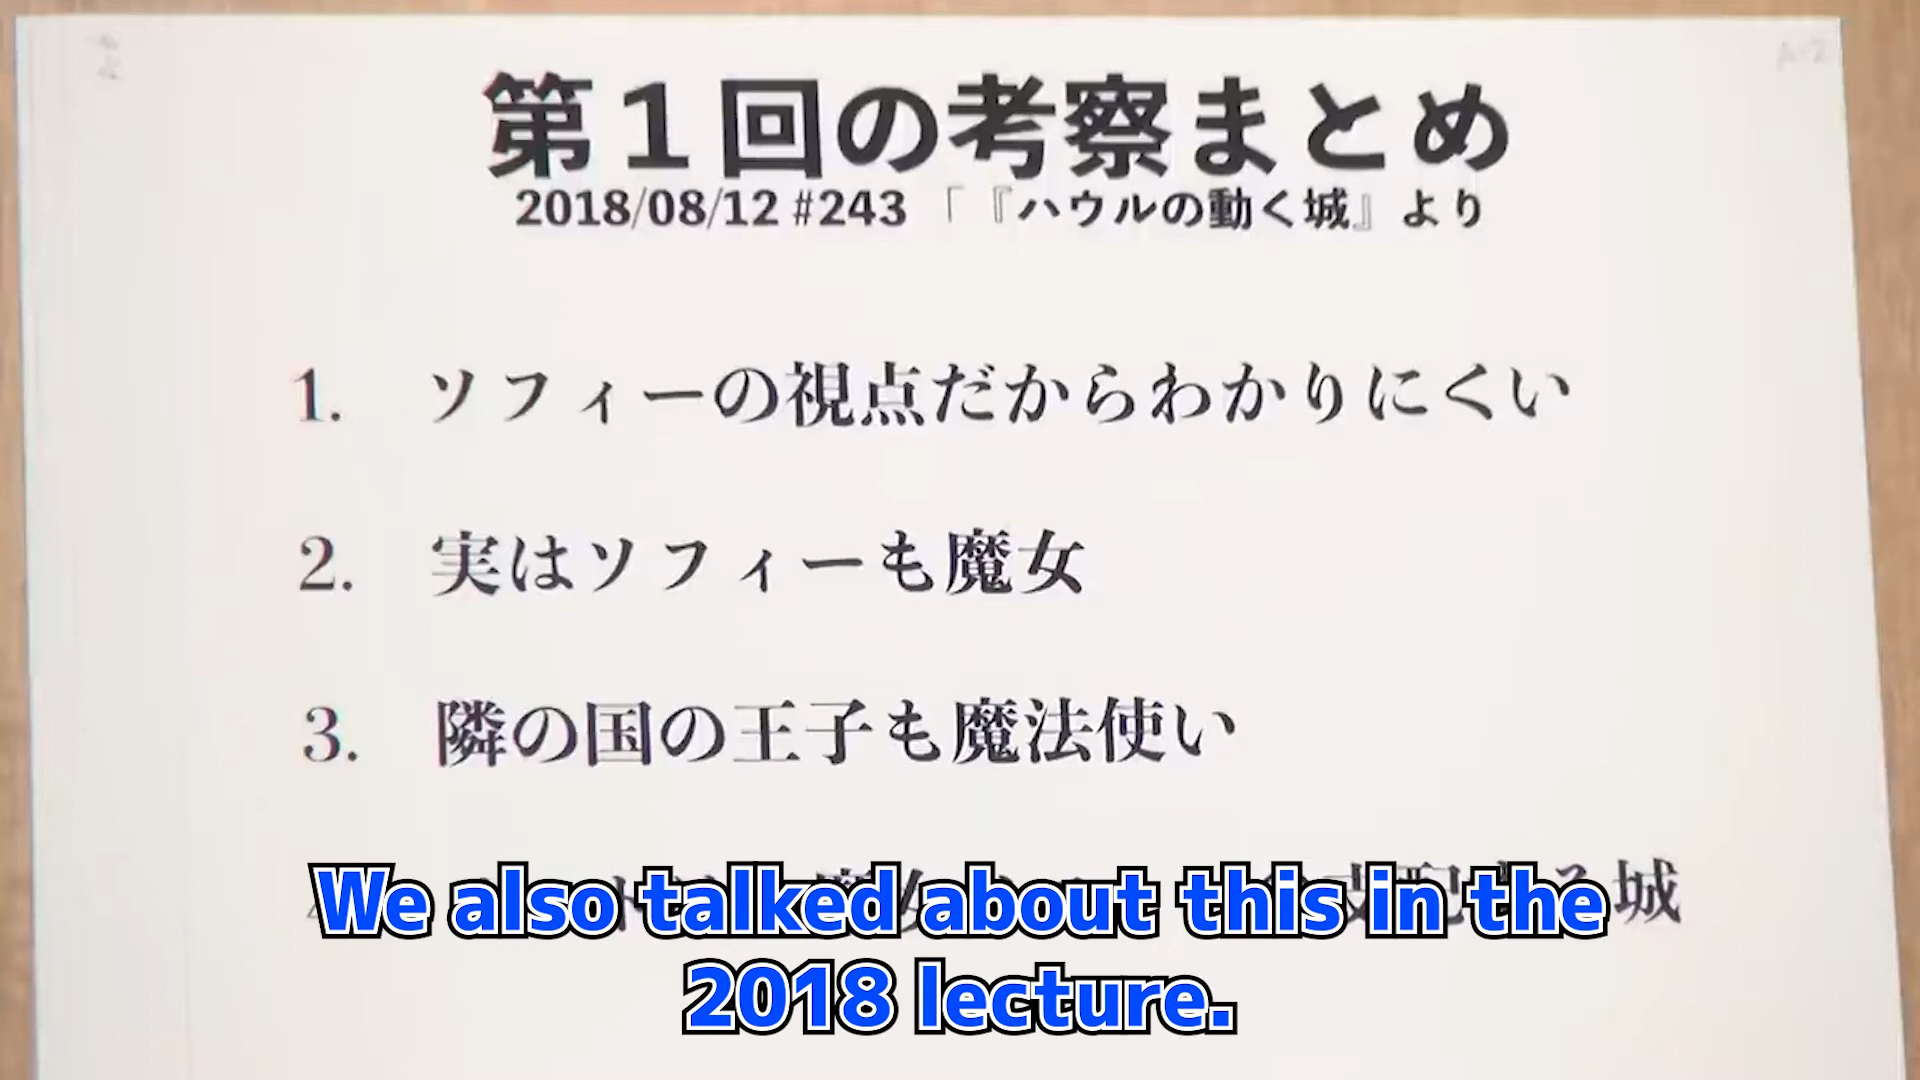 第1回の考察まとめ
2018/08/12 #243 「『ハウルの動く城』より
1. ソフィーの視点だからわかりにくい
2. 実はソフィーも魔女
3. 隣の国の王子も魔法使い
城
We also talked about this in the
2018 lecture.